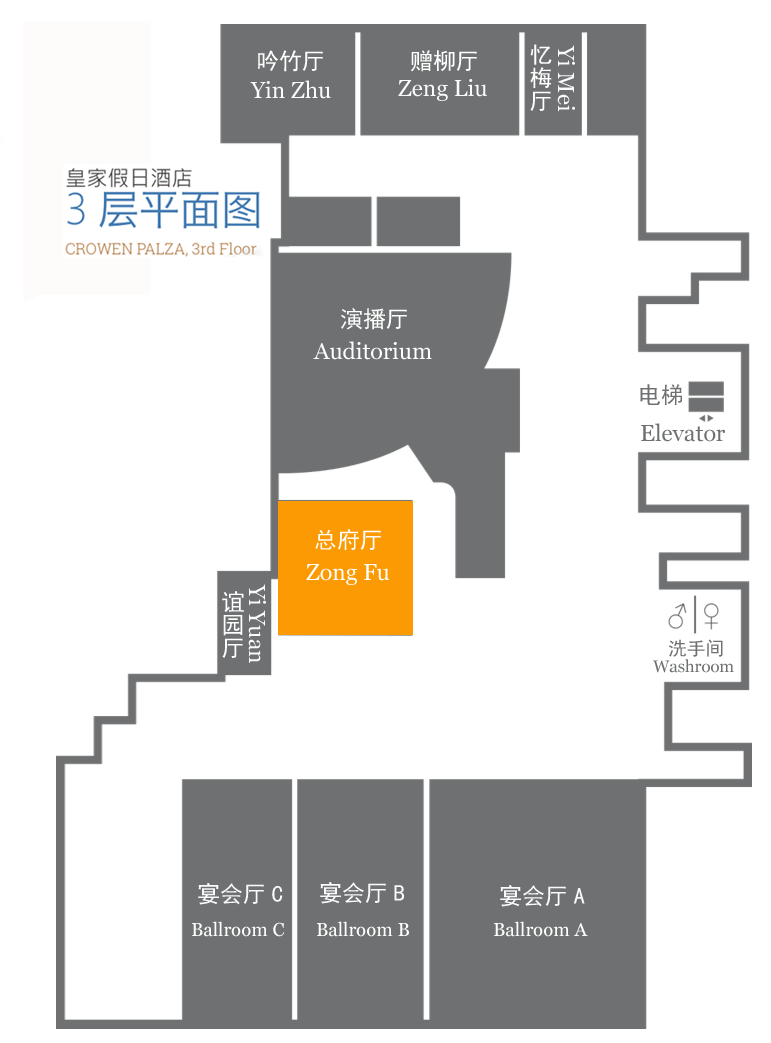 吟竹厅
Yin Zhu
赠柳厅
Zeng Liu
忆梅厅
Yi Mei
皇家假日酒店
3 层平面图
CROWEN PALZA, 3rd Floor
演播厅
Auditorium
电梯
Elevator
总府厅
Zong Fu
谊园厅
Yi Yuan
洗手间
Washroom
宴会厅 C
Ballroom C
宴会厅 B
Ballroom B
宴会厅 A
Ballroom A